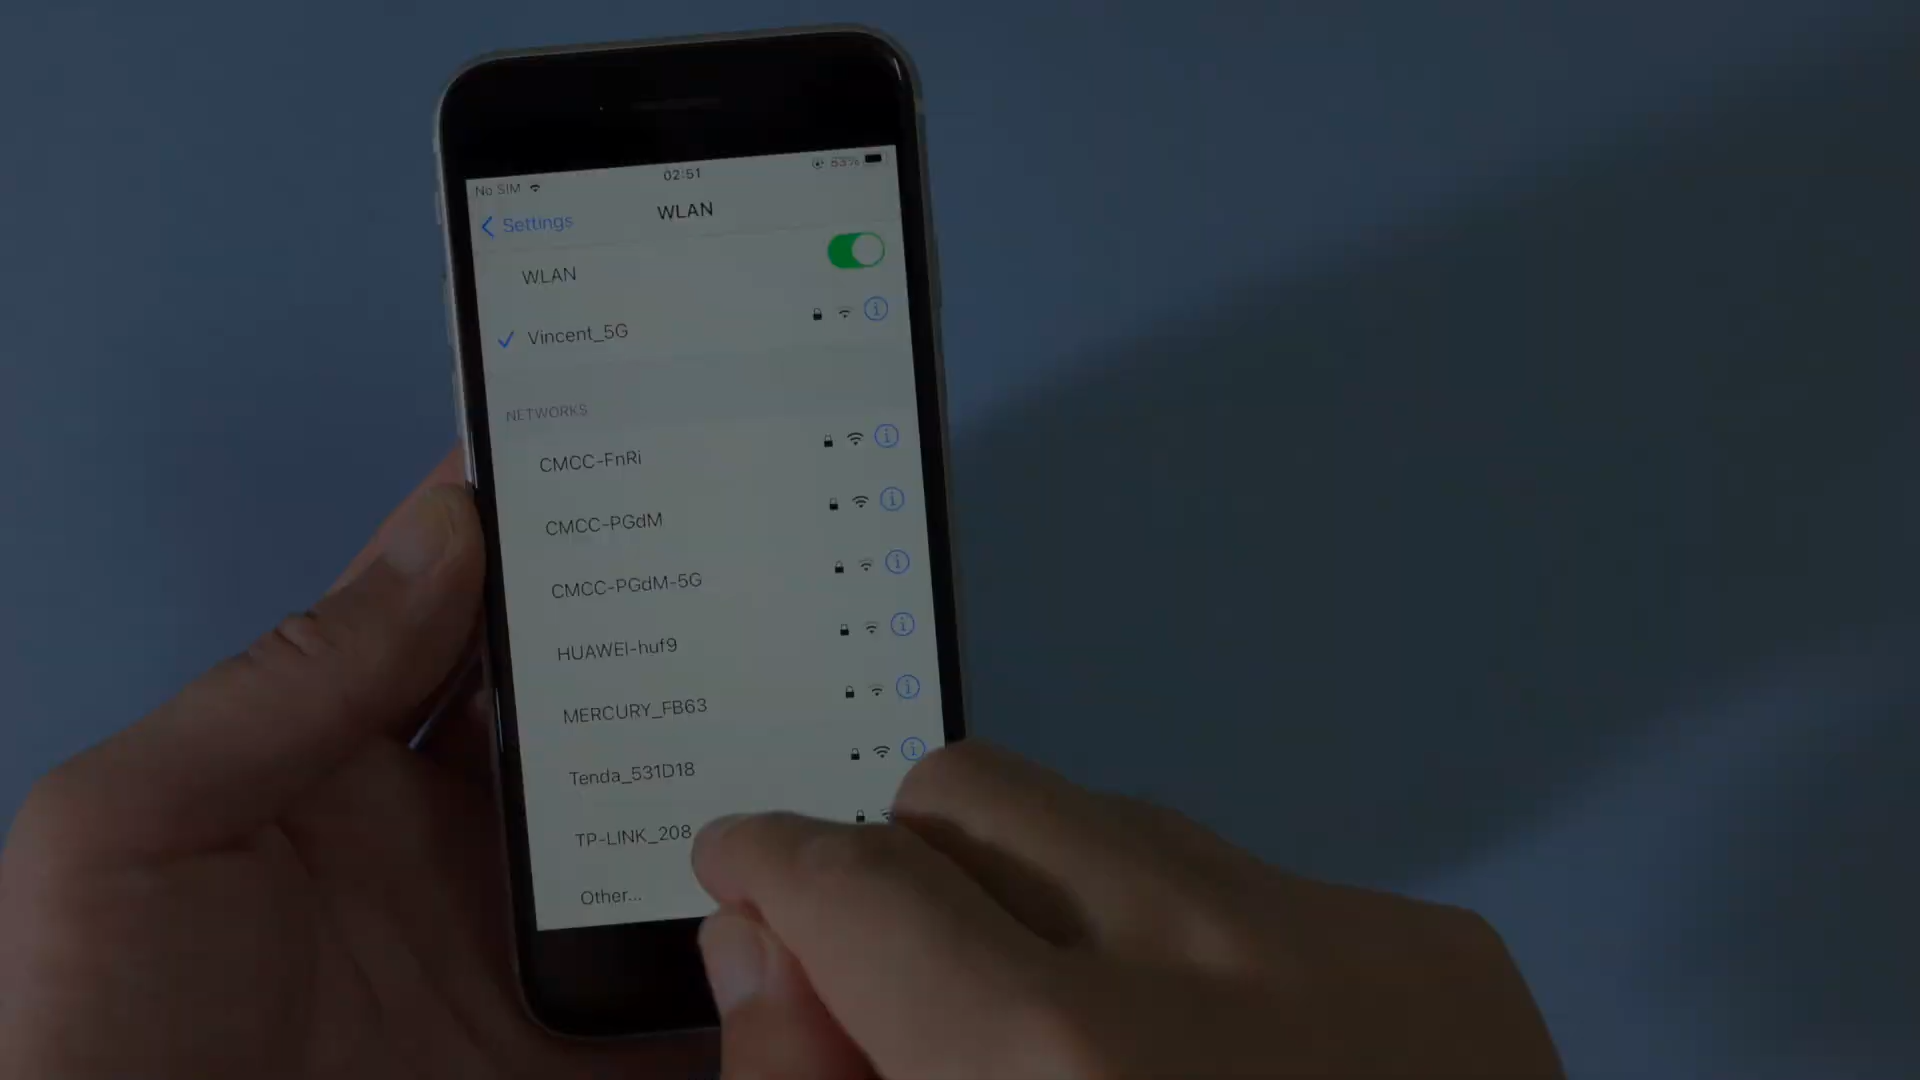 No SIM 02:51 53%
Settings WLAN
WLAN
Vincent_5G
NETWORKS
CMCC-FnRi
CMCC-PGdM
CMCC-PGdM-5G
HUAWEI-huf9
MERCURY_FB63
Tenda_531D18
TP-LINK_208
Other...